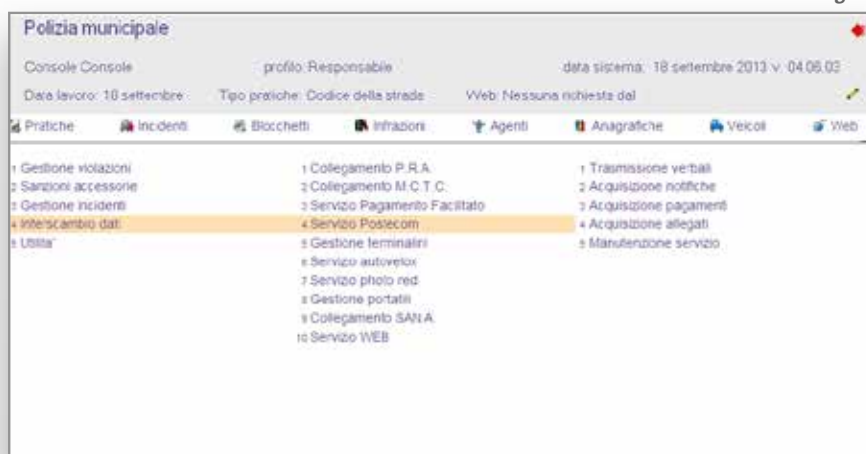 Polizia municipale
Console Console profilo: Responsabile data sistema: 18 settembre 2013 v. 04.06.03
Data lavoro: 18 settembre Tipo pratiche: Codice della strade Web: Nessuna richiesta dal
Pratiche Incidenti Blocchetti Infrazioni Agenti Anagrafiche Veicoli Web
1 Gestione violazioni
2 Sanzioni accessorie
3 Gestione incidenti
4 Interscambio dati
5 Utilita'
1 Collegamento P.R.A.
2 Collegamento M.C.T.C.
3 Servizio Pagamento Facilitato
4 Servizio Postecom
5 Gestione terminalini
6 Servizio autovelox
7 Servizio photo red
8 Gestione portatili
9 Collegamento SAN.A.
10 Servizio WEB
1 Trasmissione verbali
2 Acquisizione notifiche
3 Acquisizione pagamenti
4 Acquisizione allegati
5 Manutenzione servizio